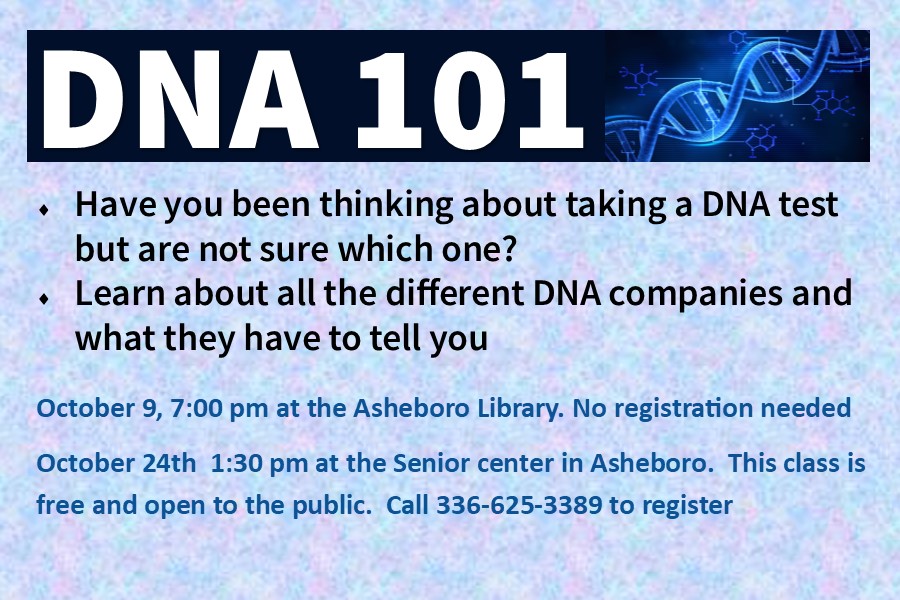 DNA 101
♦ Have you been thinking about taking a DNA test
but are not sure which one?
♦ Learn about all the different DNA companies and
what they have to tell you
October 9, 7:00 pm at the Asheboro Library. No registration needed
October 24th  1:30 pm at the Senior center in Asheboro.  This class is
free and open to the public.  Call 336-625-3389 to register